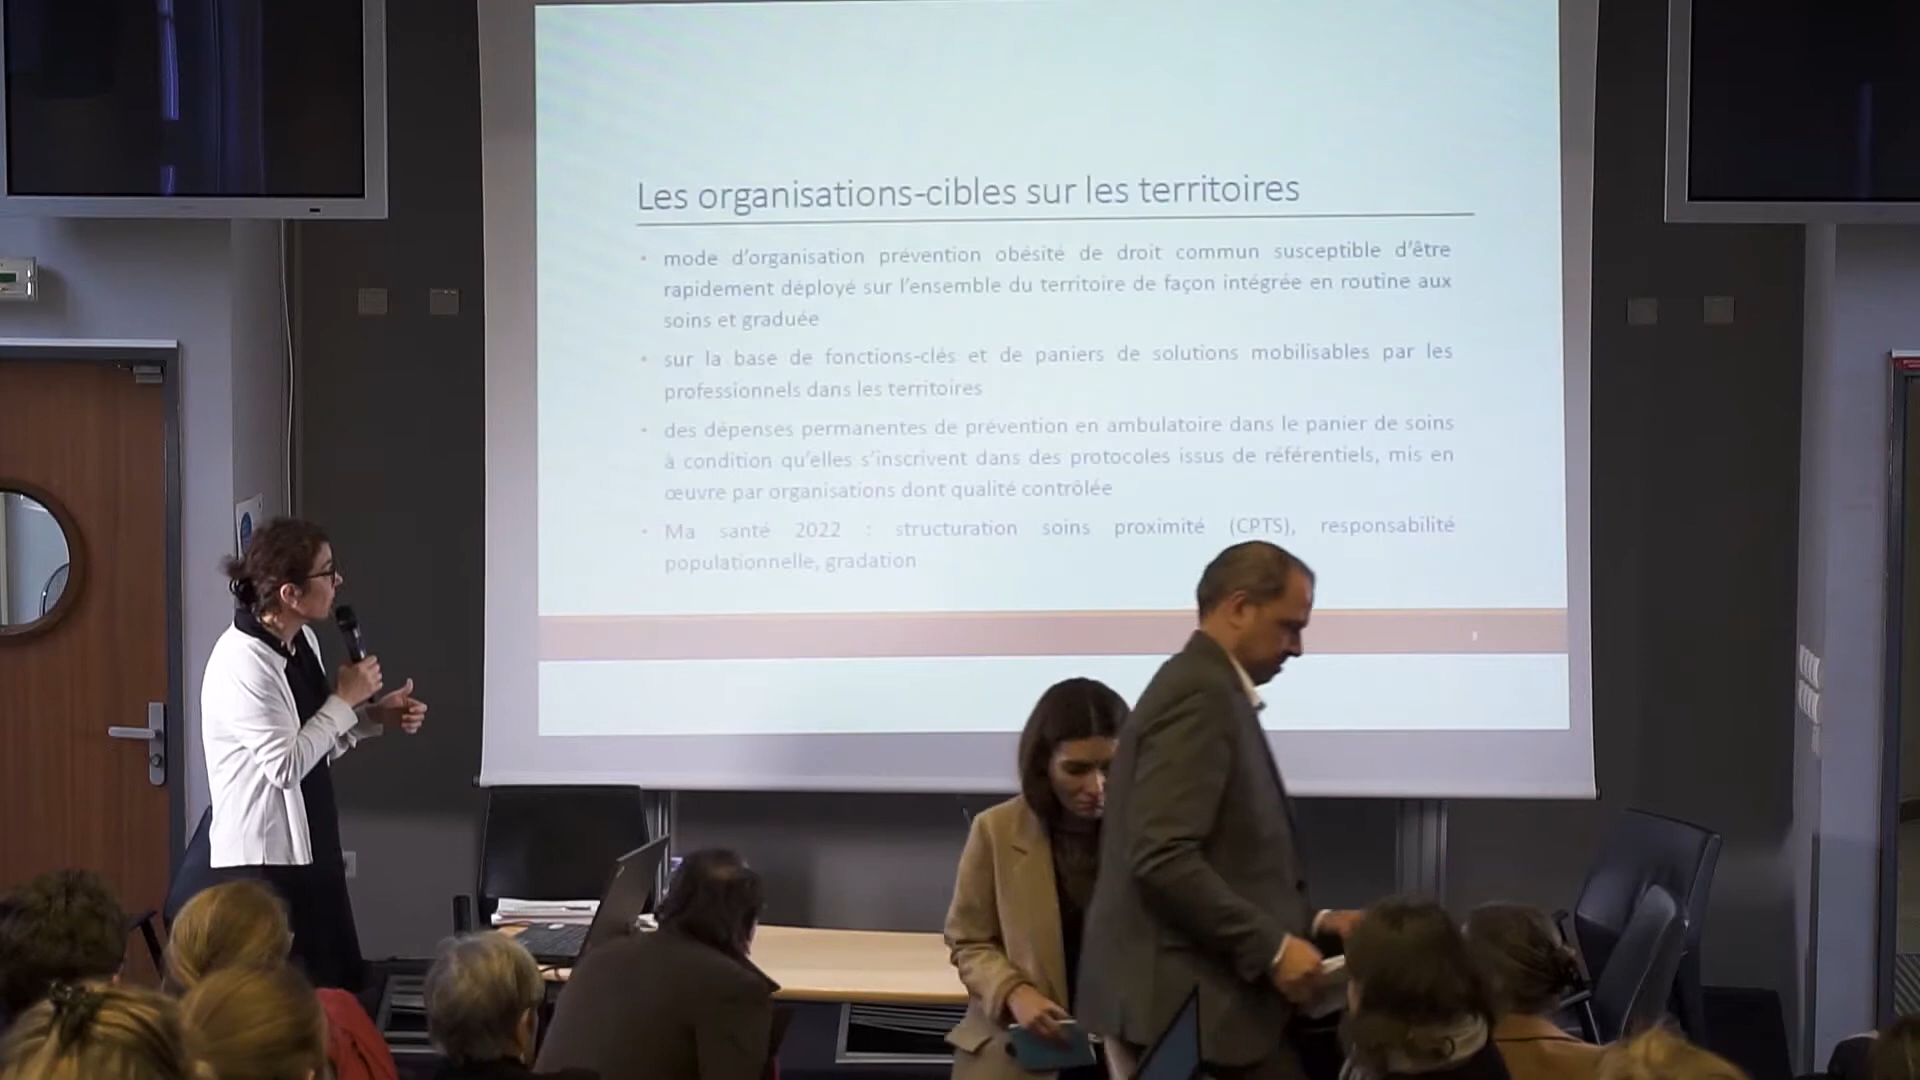 Les organisations-cibles sur les territoires
• mode d'organisation prévention obésité de droit commun susceptible d'être
rapidement déployé sur l'ensemble du territoire de façon intégrée en routine aux
soins et graduée
• sur la base de fonctions-clés et de paniers de solutions mobilisables par les
professionnels dans les territoires
• des dépenses permanentes de prévention en ambulatoire dans le panier de soins
à condition qu'elles s'inscrivent dans des protocoles issus de référentiels, mis en
œuvre par organisations dont qualité contrôlée
• Ma santé 2022 : structuration soins proximité (CPTS), responsabilité
populationnelle, gradation